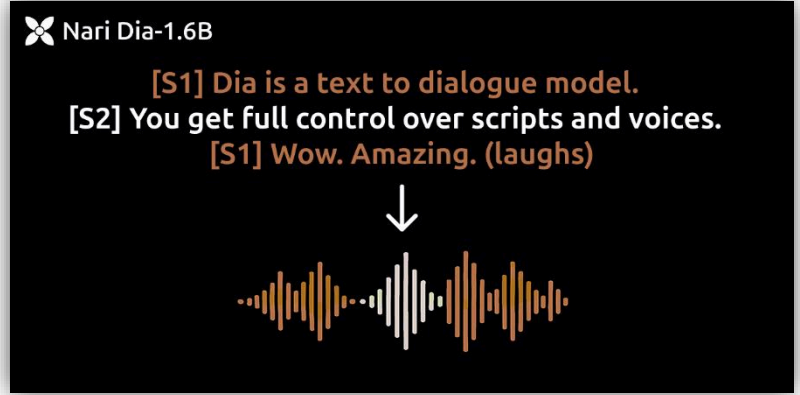 Nari Dia-1.6B
[S1] Dia is a text to dialogue model.
[S2] You get full control over scripts and voices.
[S1] Wow. Amazing. (laughs)